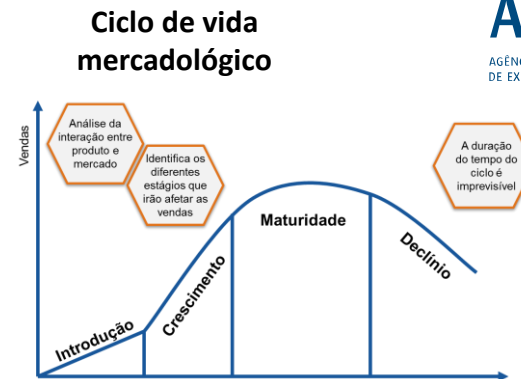 Ciclo de vida
mercadológico
AGÊN
DE EX
Vendas
Análise da
interação entre
produto e
mercado
Identifica os
diferentes
estágios que
irão afetar as
vendas
A duração
do tempo do
ciclo é
imprevisível
Introdução
Crescimento
Maturidade
Declínio